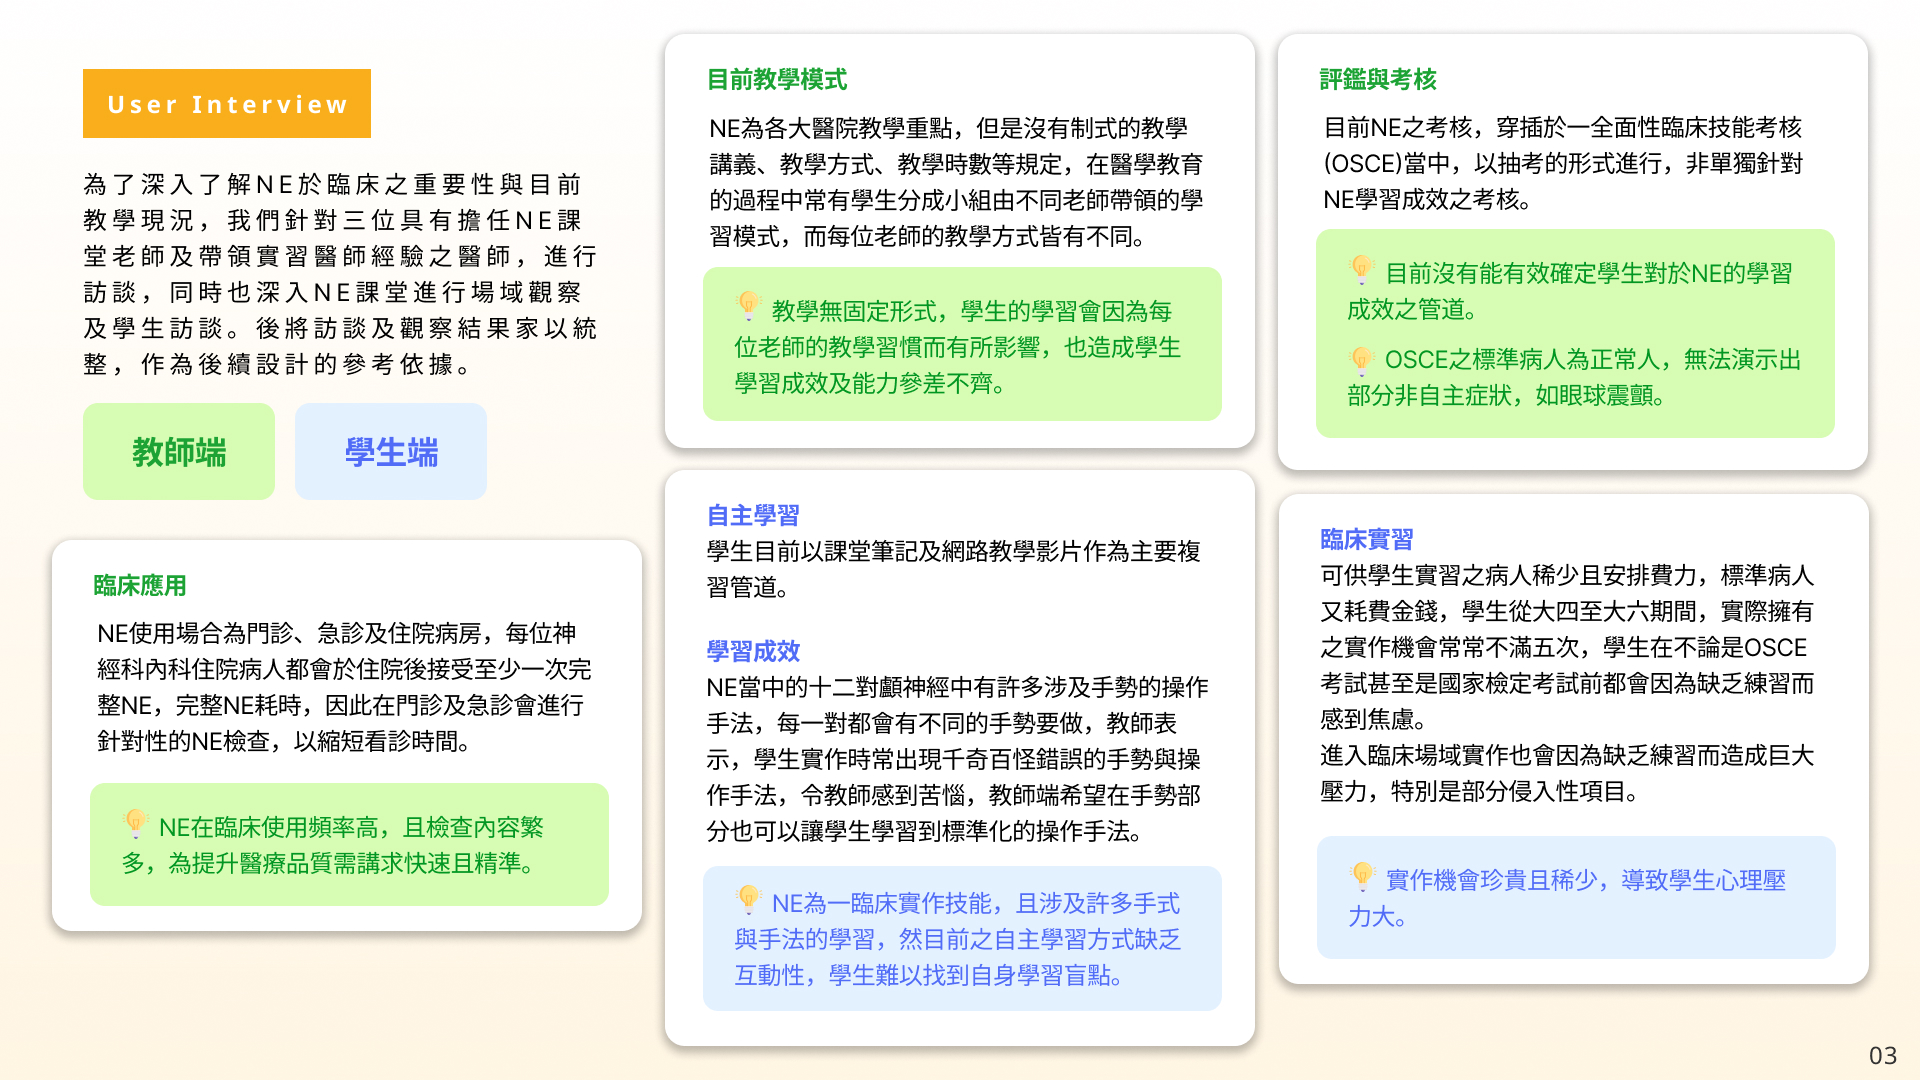 User Interview
為了深入了解NE於臨床之重要性與目前
教學現況，我們針對三位具有擔任NE課
堂老師及帶領實習醫師經驗之醫師，進行
訪談，同時也深入NE課堂進行場域觀察
及學生訪談。後將訪談及觀察結果家以統
整，作為後續設計的參考依據。
教師端
學生端
臨床應用
NE使用場合為門診、急診及住院病房，每位神
經科內科住院病人都會於住院後接受至少一次完
整NE，完整NE耗時，因此在門診及急診會進行
針對性的NE檢查，以縮短看診時間。
NE在臨床使用頻率高，且檢查內容繁
多，為提升醫療品質需講求快速且精準。
目前教學模式
NE為各大醫院教學重點，但是沒有制式的教學
講義、教學方式、教學時數等規定，在醫學教育
的過程中常有學生分成小組由不同老師帶領的學
習模式，而每位老師的教學方式皆有不同。
教學無固定形式，學生的學習會因為每
位老師的教學習慣而有所影響，也造成學生
學習成效及能力參差不齊。
自主學習
學生目前以課堂筆記及網路教學影片作為主要複
習管道。
學習成效
NE當中的十二對顱神經中有許多涉及手勢的操作
手法，每一對都會有不同的手勢要做，教師表
示，學生實作時常出現千奇百怪錯誤的手勢與操
作手法，令教師感到苦惱，教師端希望在手勢部
分也可以讓學生學習到標準化的操作手法。
NE為一臨床實作技能，且涉及許多手式
與手法的學習，然目前之自主學習方式缺乏
互動性，學生難以找到自身學習盲點。
評鑑與考核
目前NE之考核，穿插於一全面性臨床技能考核
(OSCE)當中，以抽考的形式進行，非單獨針對
NE學習成效之考核。
目前沒有能有效確定學生對於NE的學習
成效之管道。
OSCE之標準病人為正常人，無法演示出
部分非自主症狀，如眼球震顫。
臨床實習
可供學生實習之病人稀少且安排費力，標準病人
又耗費金錢，學生從大四至大六期間，實際擁有
之實作機會常常不滿五次，學生在不論是OSCE
考試甚至是國家檢定考試前都會因為缺乏練習而
感到焦慮。
進入臨床場域實作也會因為缺乏練習而造成巨大
壓力，特別是部分侵入性項目。
實作機會珍貴且稀少，導致學生心理壓
力大。
03